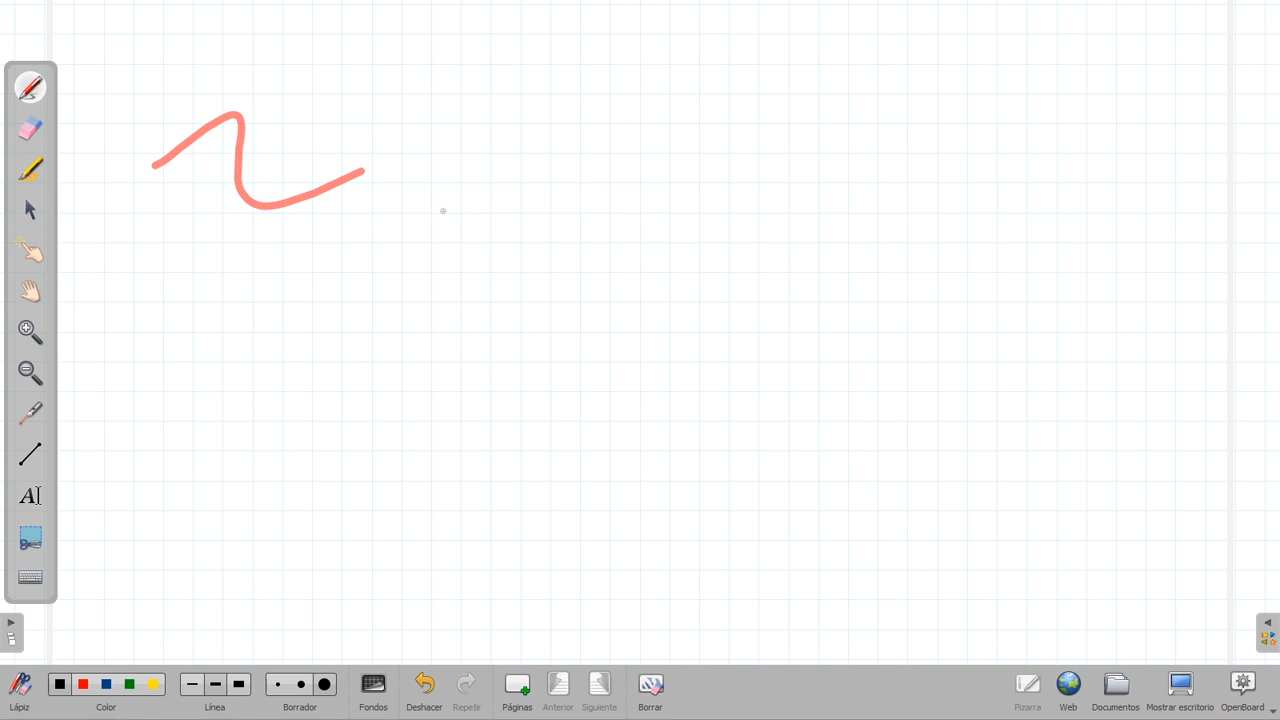 A
Lápiz Color Línea Borrador Fondos Deshacer Repetir Páginas Anterior Siguiente Borrar Pizarra Web Documentos Mostrar escritorio OpenBoard